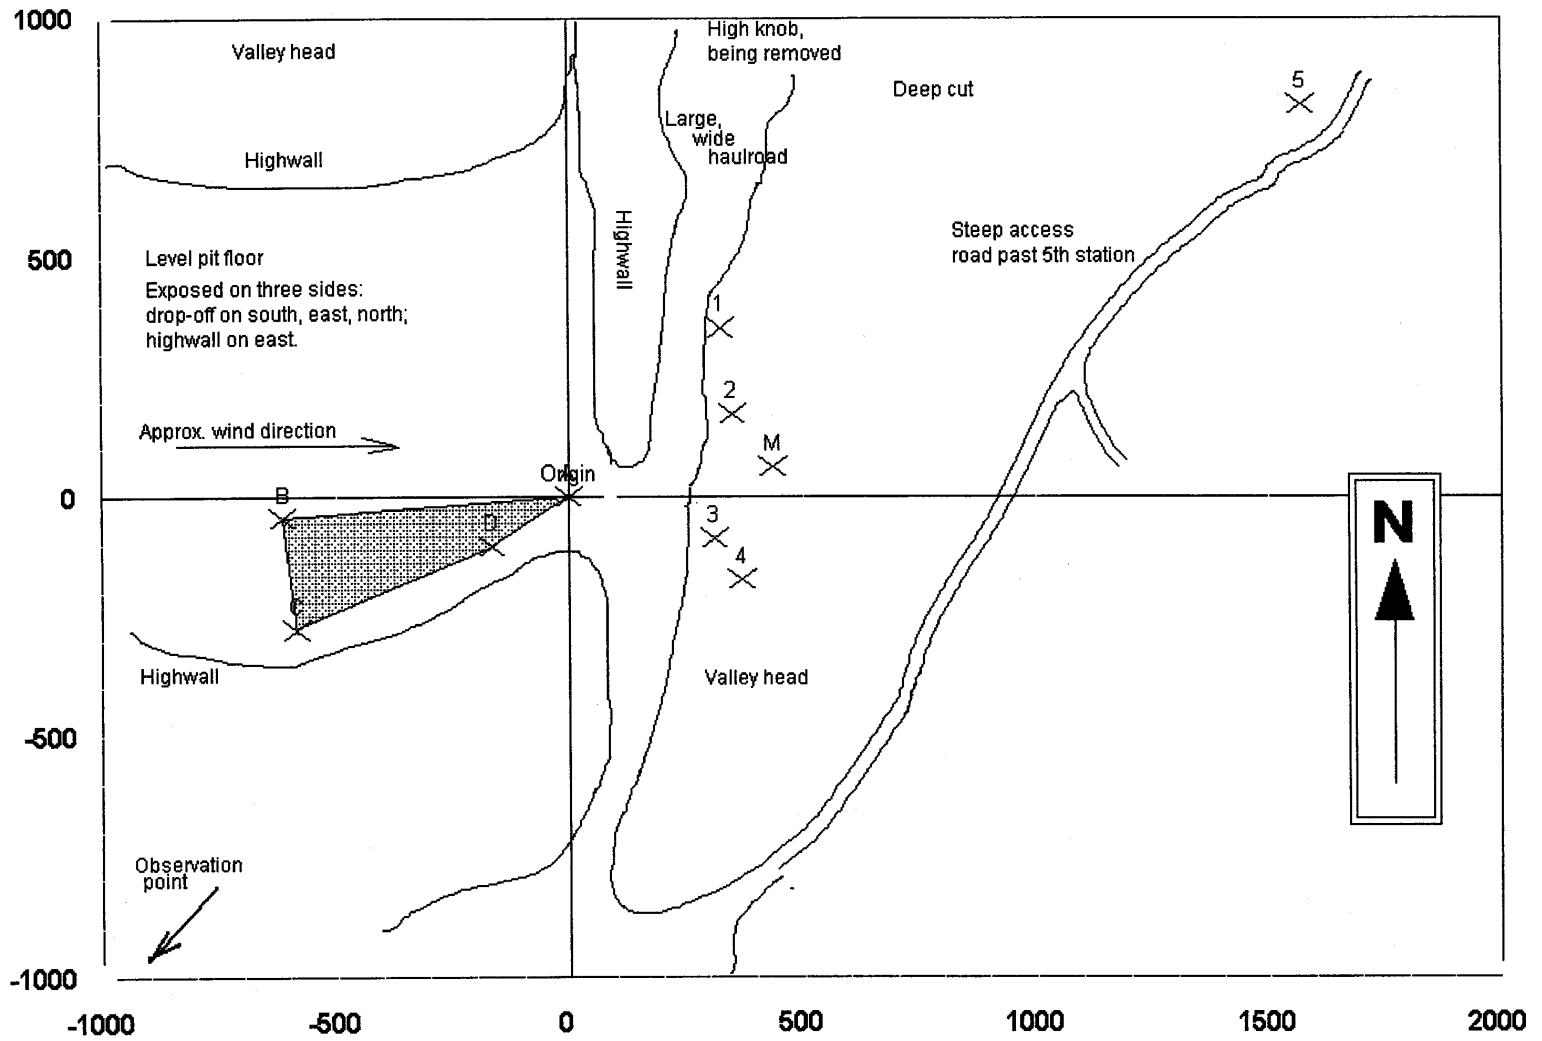 1000
High knob,
being removed
Valley head
5
Deep cut
Large,
wide
haulroad
Highwall
Highwall
Steep access
road past 5th station
500
Level pit floor
Exposed on three sides:
drop-off on south, east, north;
highwall on east.
1
2
Approx. wind direction
M
Origin
B
0
D
3
4
N
C
Highwall
Valley head
-500
Observation
point
-1000
-1000
-500
0
500
1000
1500
2000